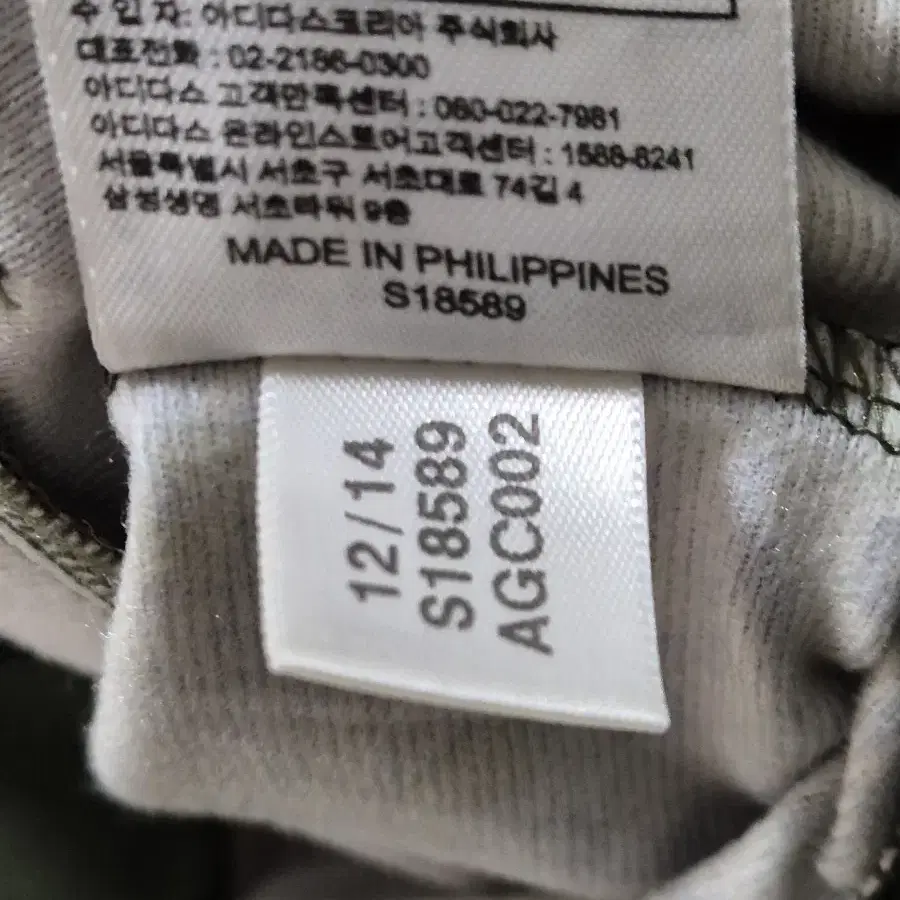 수 입 자: 아디다스코리아 주식회사
대표전화 : 02-2186-0300
아디다스 고객만족센터 : 080-022-7981
아디다스 온라인스토어고객센터 : 1588-8241
서울특별시 서초구 서초대로 74길 4
삼성생명 서초타워 9층
MADE IN PHILIPPINES
S18589
12/14
S18589
AGC002